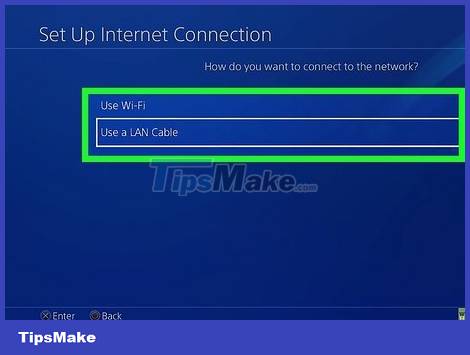 Set Up Internet Connection
How do you want to connect to the network?
Use Wi-Fi
Use a LAN Cable
TipsMake.com
Enter Back
TipsMake